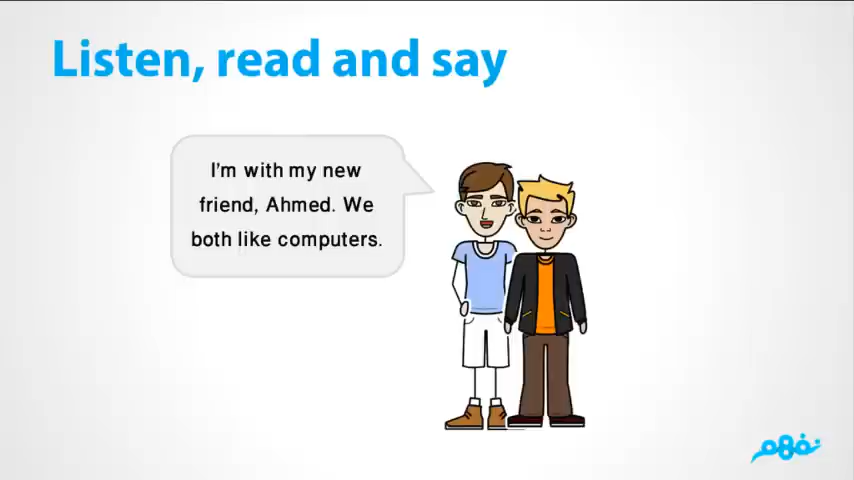 Listen, read and say
I'm with my new
friend, Ahmed. We
both like computers.
نفهم